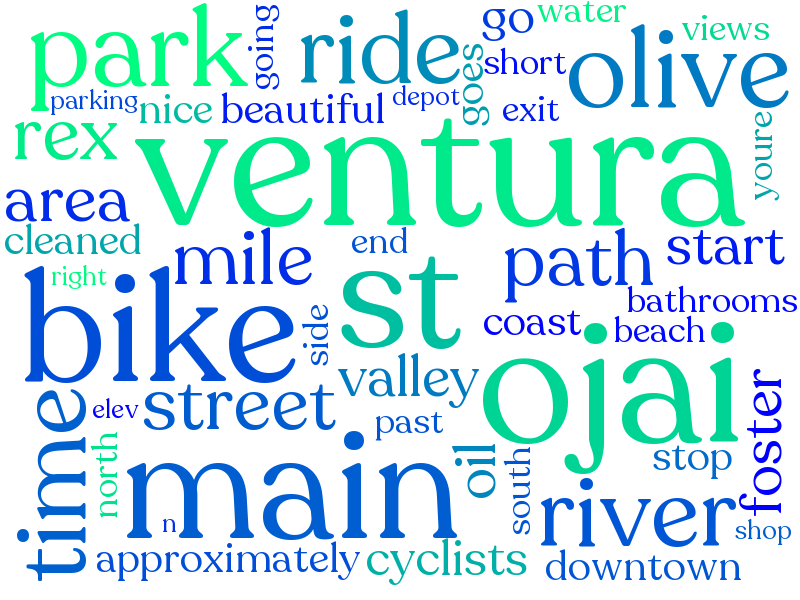 park
going
ride
go
water
views
parking
nice
beautiful
depot
goes
short
exit
olive
rex
ventura
youre
area
cleaned
mile
end
path
start
right
bike
side
st
coast
bathrooms
beach
ojai
time
elev
street
valley
past
north
main
oil
south
stop
foster
n
river
shop
approximately
cyclists
downtown